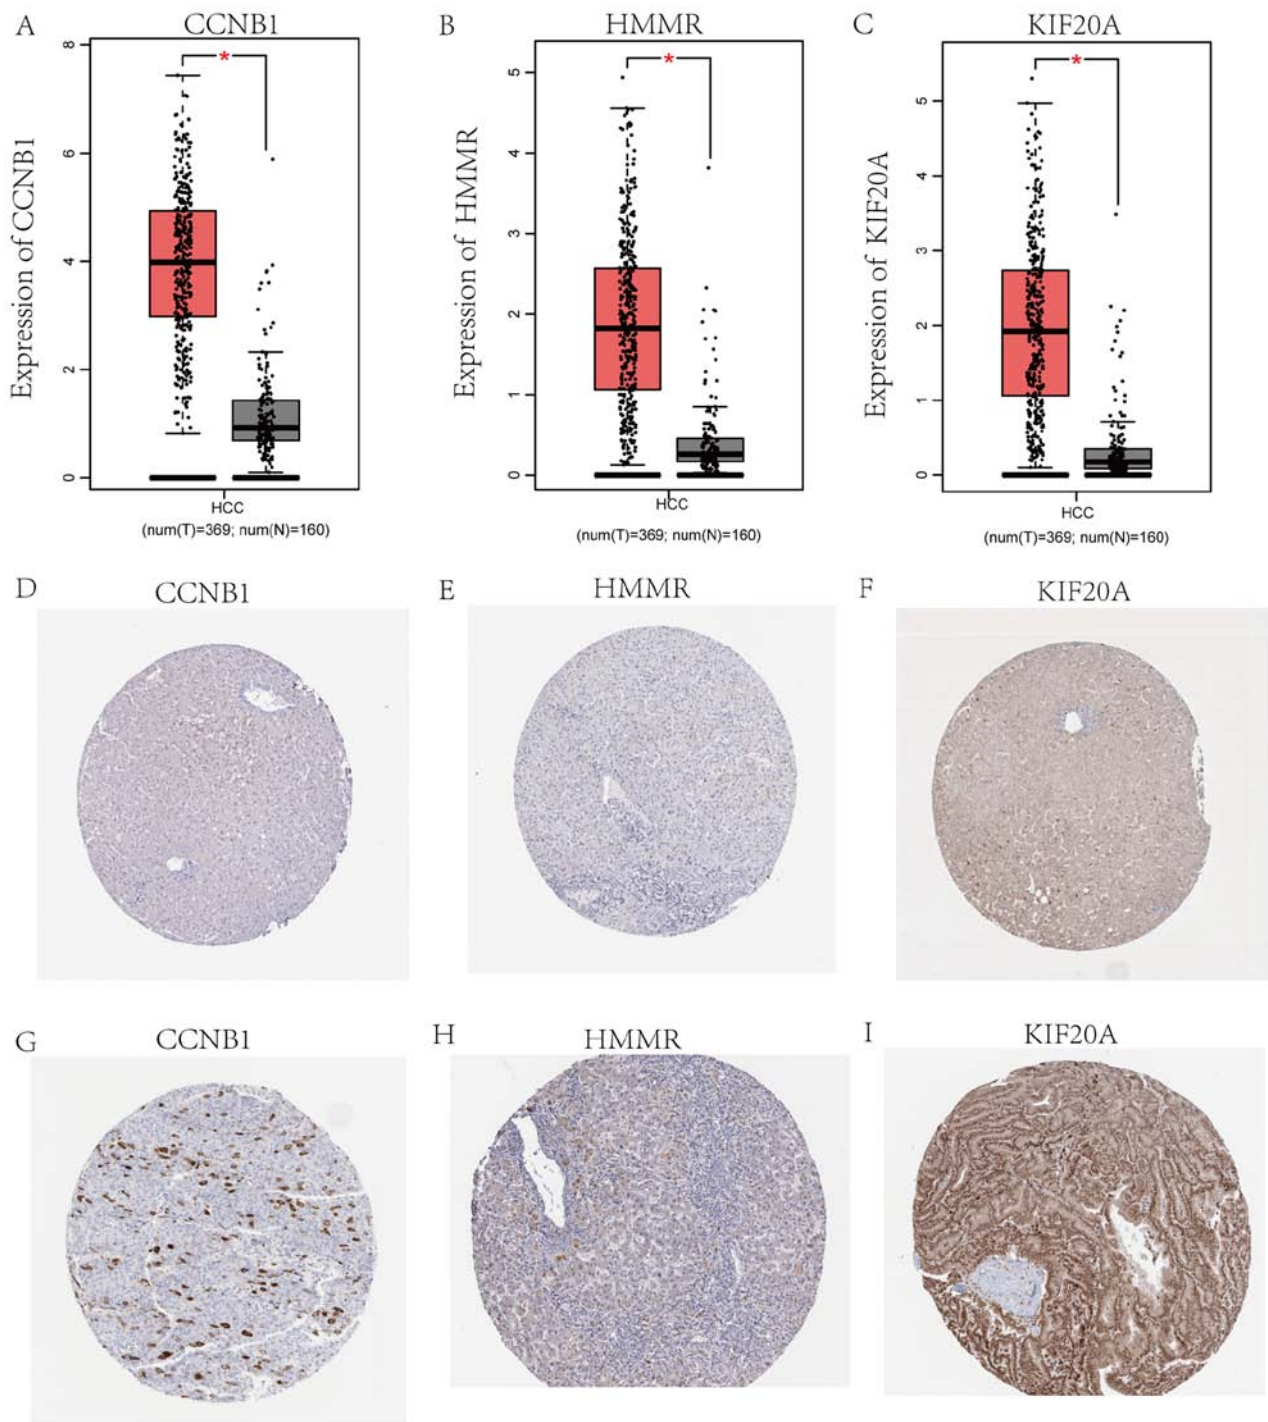 A CCNB1
B HMMR
C KIF20A
Expression of CCNB1
8
6
4
2
0
*
HCC
(num(T)=369; num(N)=160)
Expression of HMMR
5
4
3
2
1
0
*
HCC
(num(T)=369; num(N)=160)
Expression of KIF20A
5
4
3
2
1
0
*
HCC
(num(T)=369; num(N)=160)
D CCNB1
E HMMR
F KIF20A
G CCNB1
H HMMR
I KIF20A